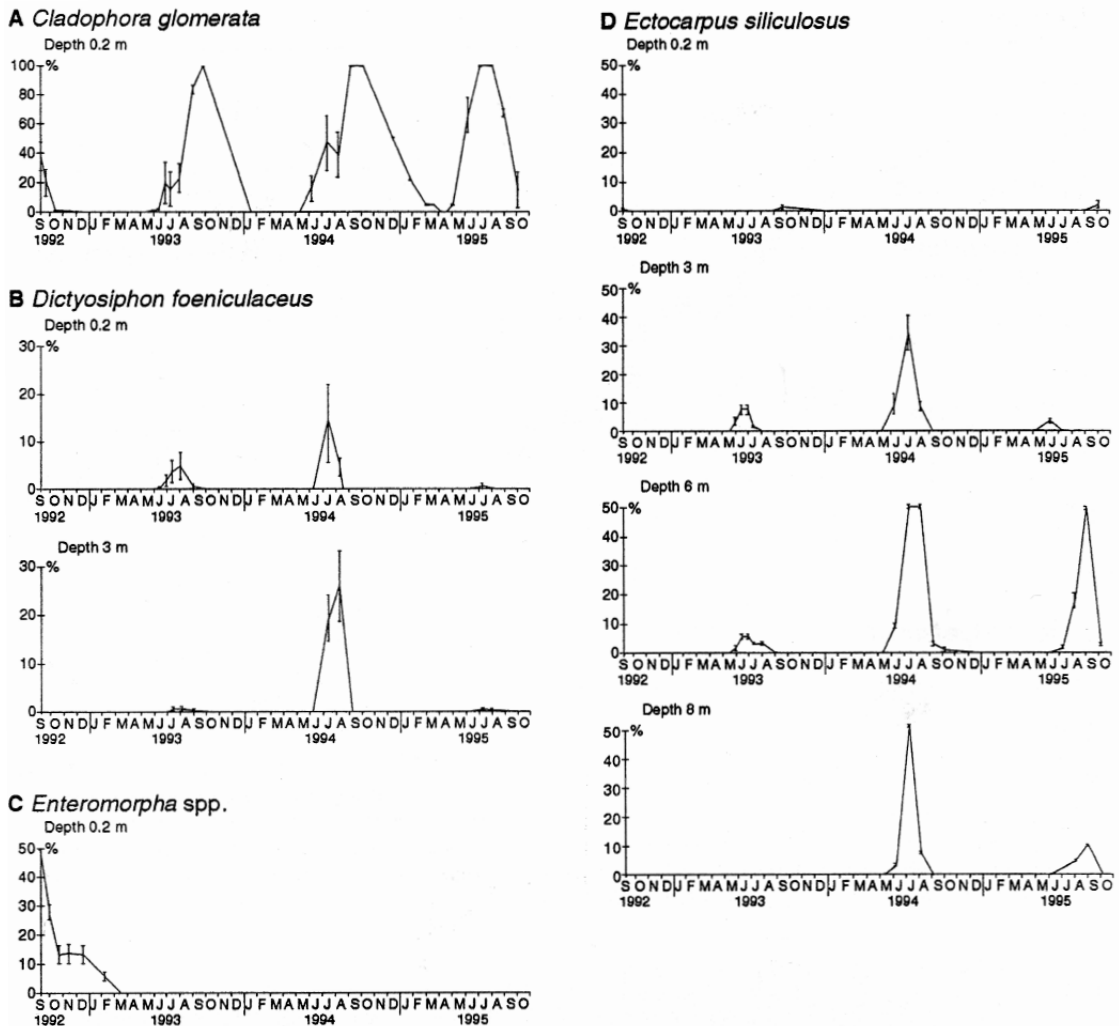 A Cladophora glomerata
Depth 0.2 m
100 %
80
60
40
20
0
S O N D J F M A M J J A S O N D J F M A M J J A S O N D J F M A M J J A S O
1992 1993 1994 1995
B Dictyosiphon foeniculaceus
Depth 0.2 m
30 %
20
10
0
S O N D J F M A M J J A S O N D J F M A M J J A S O N D J F M A M J J A S O
1992 1993 1994 1995
Depth 3 m
30 %
20
10
0
S O N D J F M A M J J A S O N D J F M A M J J A S O N D J F M A M J J A S O
1992 1993 1994 1995
C Enteromorpha spp.
Depth 0.2 m
50 %
40
30
20
10
0
S O N D J F M A M J J A S O N D J F M A M J J A S O N D J F M A M J J A S O
1992 1993 1994 1995
D Ectocarpus siliculosus
Depth 0.2 m
50 %
40
30
20
10
0
S O N D J F M A M J J A S O N D J F M A M J J A S O N D J F M A M J J A S O
1992 1993 1994 1995
Depth 3 m
50 %
40
30
20
10
0
S O N D J F M A M J J A S O N D J F M A M J J A S O N D J F M A M J J A S O
1992 1993 1994 1995
Depth 6 m
50 %
40
30
20
10
0
S O N D J F M A M J J A S O N D J F M A M J J A S O N D J F M A M J J A S O
1992 1993 1994 1995
Depth 8 m
50 %
40
30
20
10
0
S O N D J F M A M J J A S O N D J F M A M J J A S O N D J F M A M J J A S O
1992 1993 1994 1995